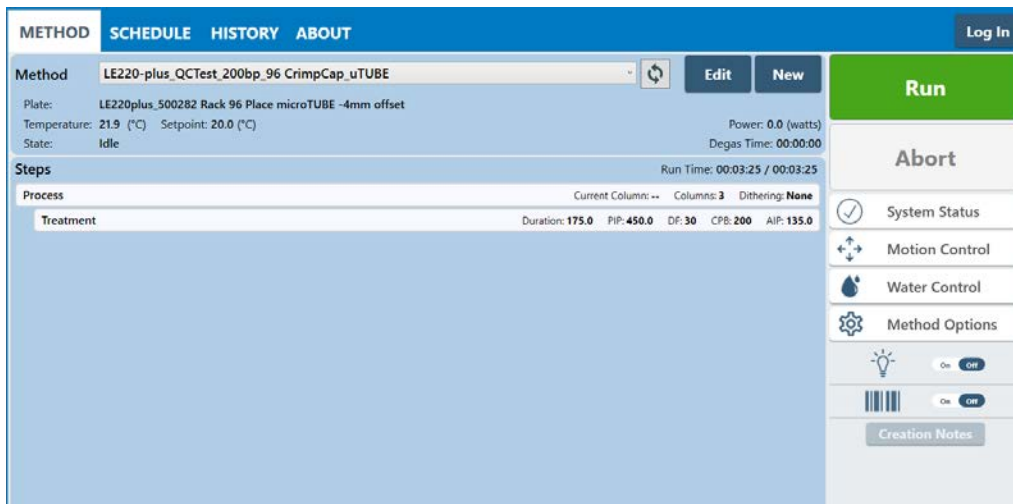 METHOD SCHEDULE HISTORY ABOUT Log In
Method LE220-plus_QCTest_200bp_96 CrimpCap_uTUBE Edit New
Plate: LE220plus_500282 Rack 96 Place microTUBE -4mm offset
Temperature: 21.9 (°C) Setpoint: 20.0 (°C) Power: 0.0 (watts)
State: Idle Degas Time: 00:00:00
Steps Run Time: 00:03:25 / 00:03:25
Process Current Column: -- Columns: 3 Dithering: None
Treatment Duration: 175.0 PIP: 450.0 DF: 30 CPB: 200 AIP: 135.0
Run
Abort
System Status
Motion Control
Water Control
Method Options
On Off
On Off
Creation Notes